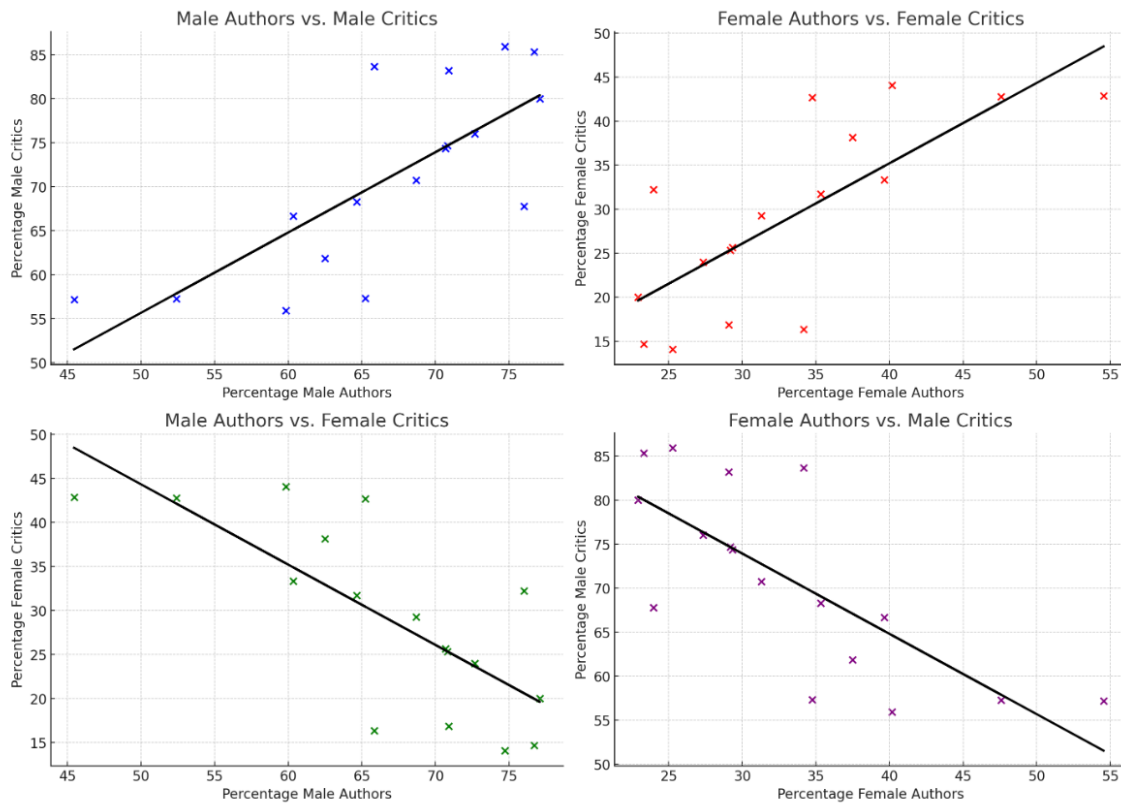 Male Authors vs. Male Critics
85
80
75
70
65
60
55
50
Percentage Male Critics
45 50 55 60 65 70 75
Percentage Male Authors
Female Authors vs. Female Critics
50
45
40
35
30
25
20
15
Percentage Female Critics
25 30 35 40 45 50 55
Percentage Female Authors
Male Authors vs. Female Critics
50
45
40
35
30
25
20
15
Percentage Female Critics
45 50 55 60 65 70 75
Percentage Male Authors
Female Authors vs. Male Critics
85
80
75
70
65
60
55
50
Percentage Male Critics
25 30 35 40 45 50 55
Percentage Female Authors